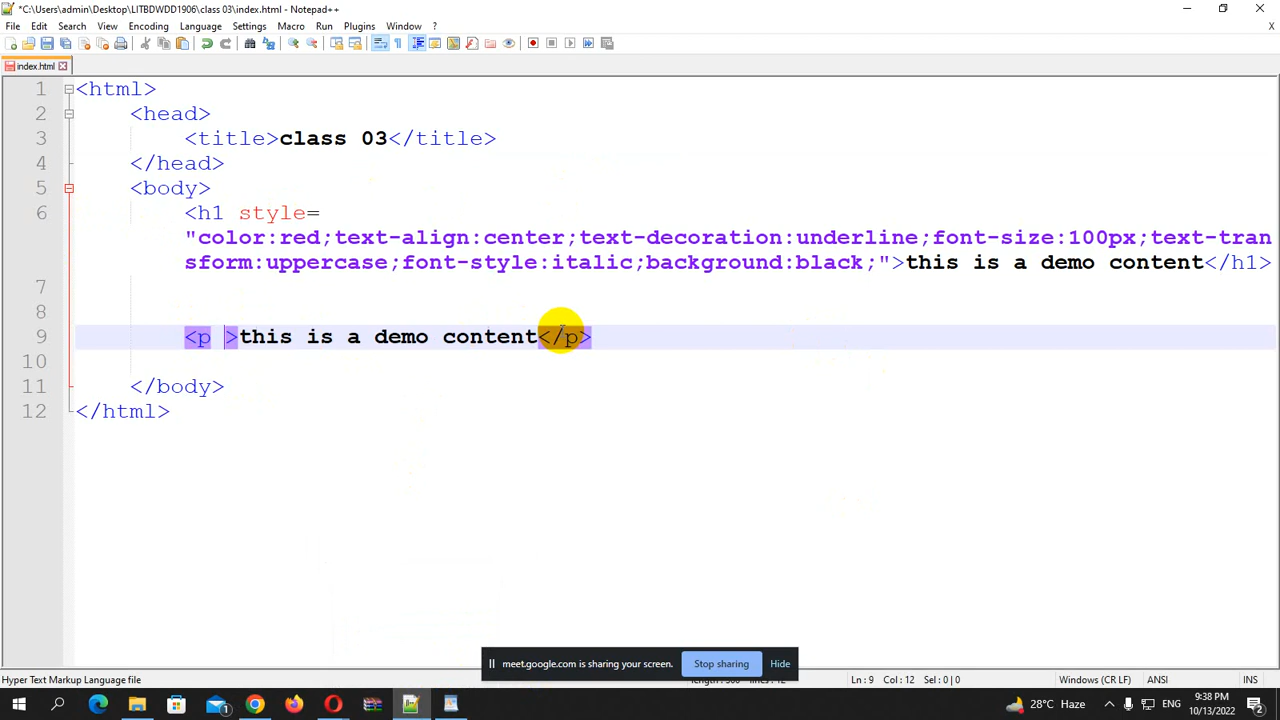 *C:\Users\admin\Desktop\LITBDWDD1906\class 03\index.html - Notepad++
File Edit Search View Encoding Language Settings Macro Run Plugins Window ?
X
index.html
1 <html>
2 <head>
3 <title>class 03</title>
4 </head>
5 <body>
6 <h1 style=
"color:red;text-align:center;text-decoration:underline;font-size:100px;text-tran
sform:uppercase;font-style:italic;background:black;">this is a demo content</h1>
7
8
9 <p >this is a demo content</p>
10
11 </body>
12 </html>
meet.google.com is sharing your screen. Stop sharing Hide
Hyper Text Markup Language file Ln : 9 Col : 12 Sel : 0 | 0 Windows (CR LF) ANSI INS
28°C Haze ENG 9:38 PM
10/13/2022